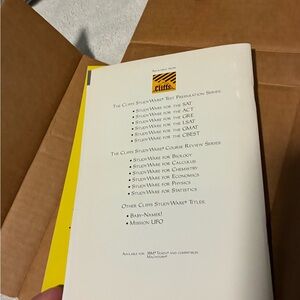 Available from
Cliffs
The Cliffs StudyWare® Test Preparation Series
• StudyWare for the SAT
• StudyWare for the ACT
• StudyWare for the GRE
• StudyWare for the LSAT
• StudyWare for the GMAT
• StudyWare for the CBEST
The Cliffs StudyWare® Course Review Series
• StudyWare for Biology
• StudyWare for Calculus
• StudyWare for Chemistry
• StudyWare for Economics
• StudyWare for Physics
• StudyWare for Statistics
Other Cliffs StudyWare® Titles
• Baby-Namer!
• Mission UFO
Available for: IBM®, Tandy® and compatibles,
Macintosh®